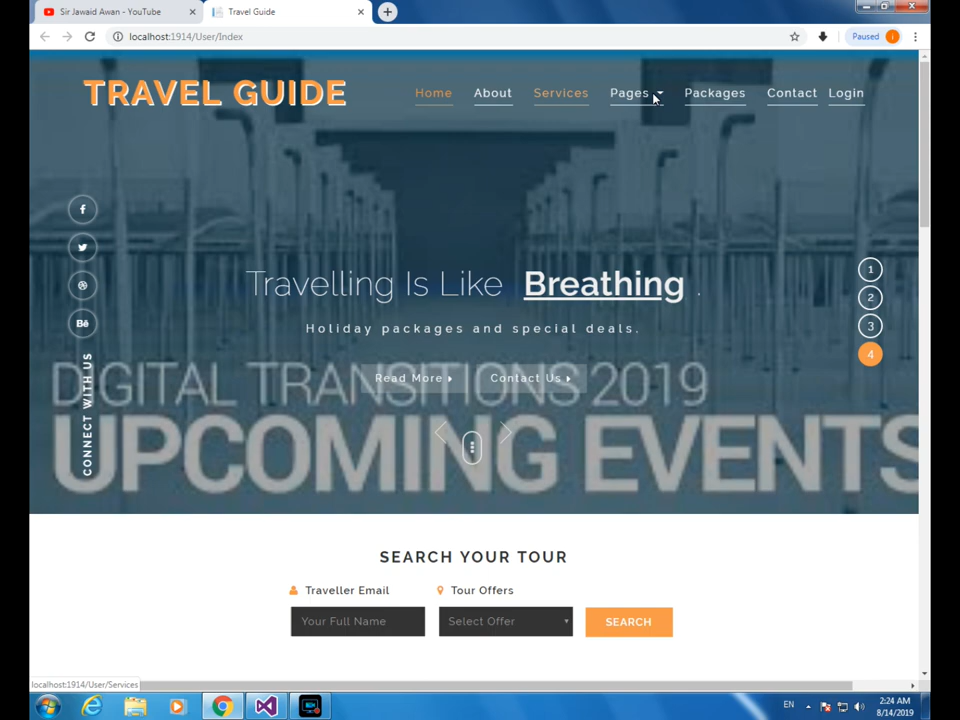 Sir Jawaid Awan - YouTube
Travel Guide
localhost:1914/User/Index
Paused
i
TRAVEL GUIDE
Home
About
Services
Pages
Packages
Contact
Login
1
2
3
4
Travelling Is Like Breathing .
Holiday packages and special deals.
Read More
Contact Us
CONNECT WITH US
Bē
DIGITAL TRANSITIONS 2019
UPCOMING EVENTS
SEARCH YOUR TOUR
Traveller Email
Tour Offers
Your Full Name
Select Offer
SEARCH
localhost:1914/User/Services
EN
2:24 AM
8/14/2019